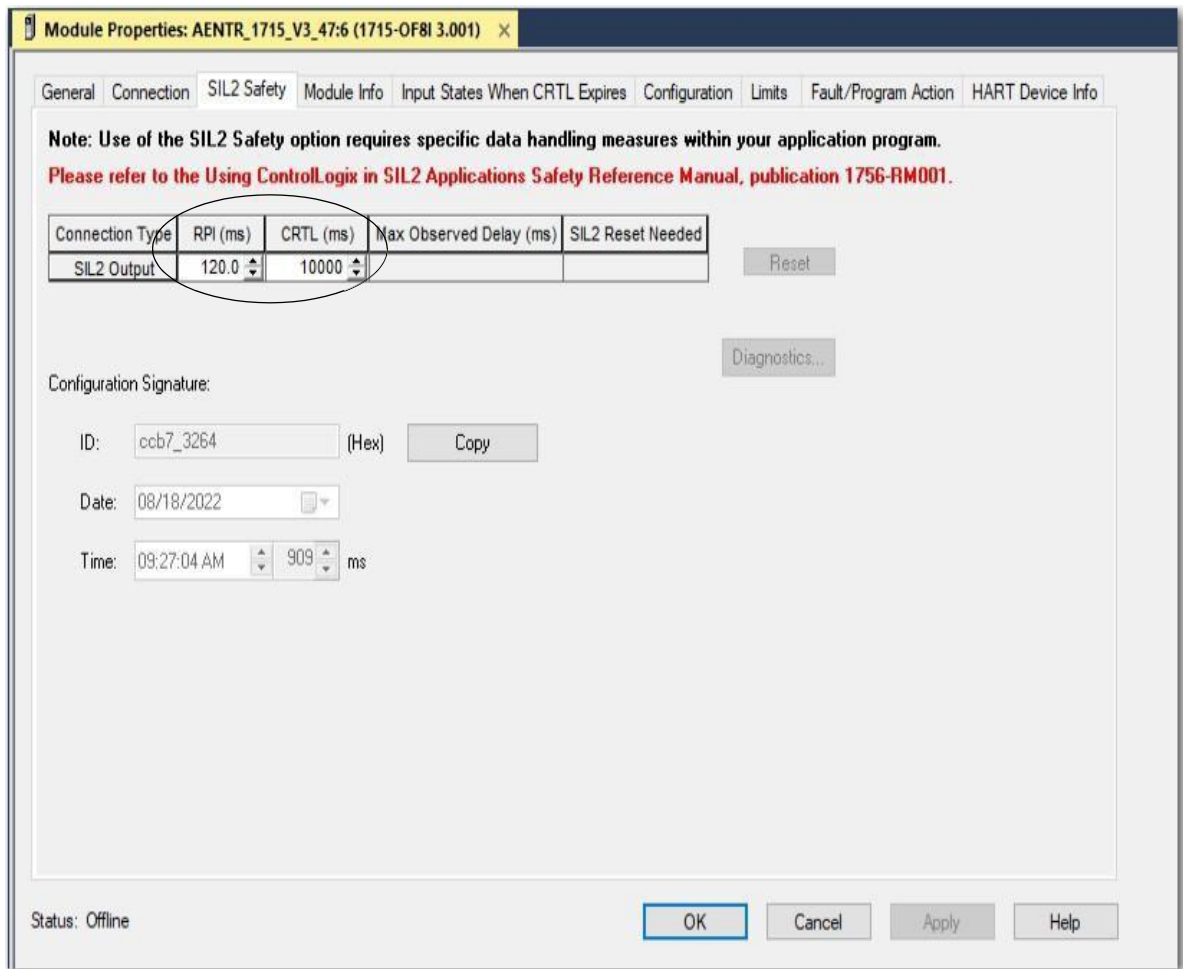 Module Properties: AENTR_1715_V3_47:6 (1715-OF8I 3.001) ×
General Connection SIL2 Safety Module Info Input States When CRTL Expires Configuration Limits Fault/Program Action HART Device Info
Note: Use of the SIL2 Safety option requires specific data handling measures within your application program.
Please refer to the Using ControlLogix in SIL2 Applications Safety Reference Manual, publication 1756-RM001.
Connection Type RPI (ms) CRTL (ms) Max Observed Delay (ms) SIL2 Reset Needed
SIL2 Output 120.0 10000
Reset
Diagnostics...
Configuration Signature:
ID: ccb7_3264 (Hex) Copy
Date: 08/18/2022
Time: 09:27:04 AM 909 ms
Status: Offline
OK Cancel Apply Help